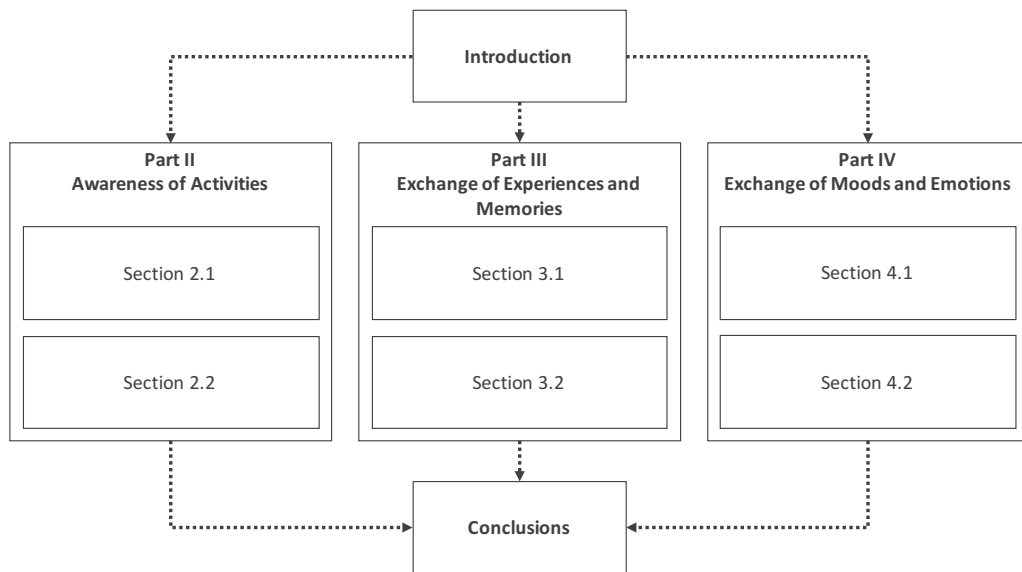 Introduction
Part II
Awareness of Activities
Section 2.1
Section 2.2
Part III
Exchange of Experiences and
Memories
Section 3.1
Section 3.2
Part IV
Exchange of Moods and Emotions
Section 4.1
Section 4.2
Conclusions